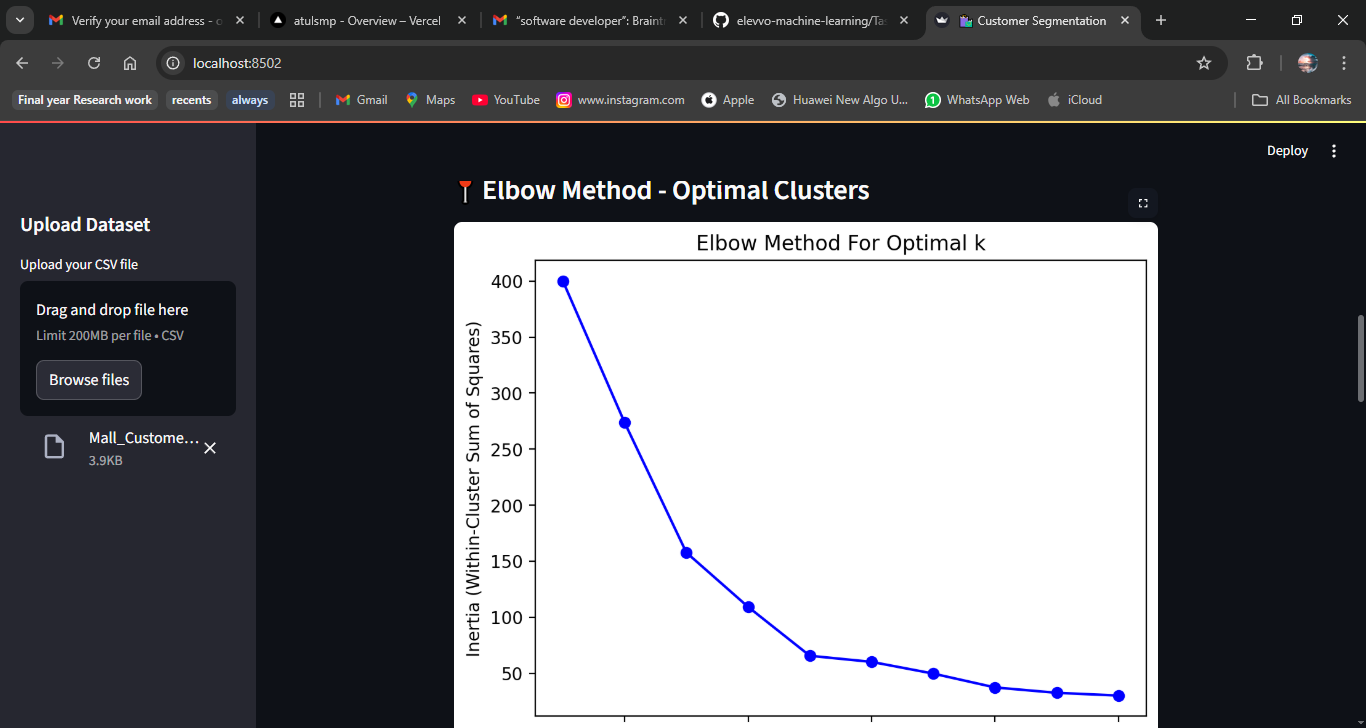 Verify your email address - o
atulsmp - Overview – Vercel
"software developer": Braint
elevvo-machine-learning/Ta
Customer Segmentation
localhost:8502
Final year Research work
recents
always
Gmail
Maps
YouTube
www.instagram.com
Apple
Huawei New Algo U...
WhatsApp Web
iCloud
All Bookmarks
Deploy
Upload Dataset
Upload your CSV file
Drag and drop file here
Limit 200MB per file • CSV
Browse files
Mall_Custome...
3.9KB
Elbow Method - Optimal Clusters
Elbow Method For Optimal k
Inertia (Within-Cluster Sum of Squares)
400
350
300
250
200
150
100
50